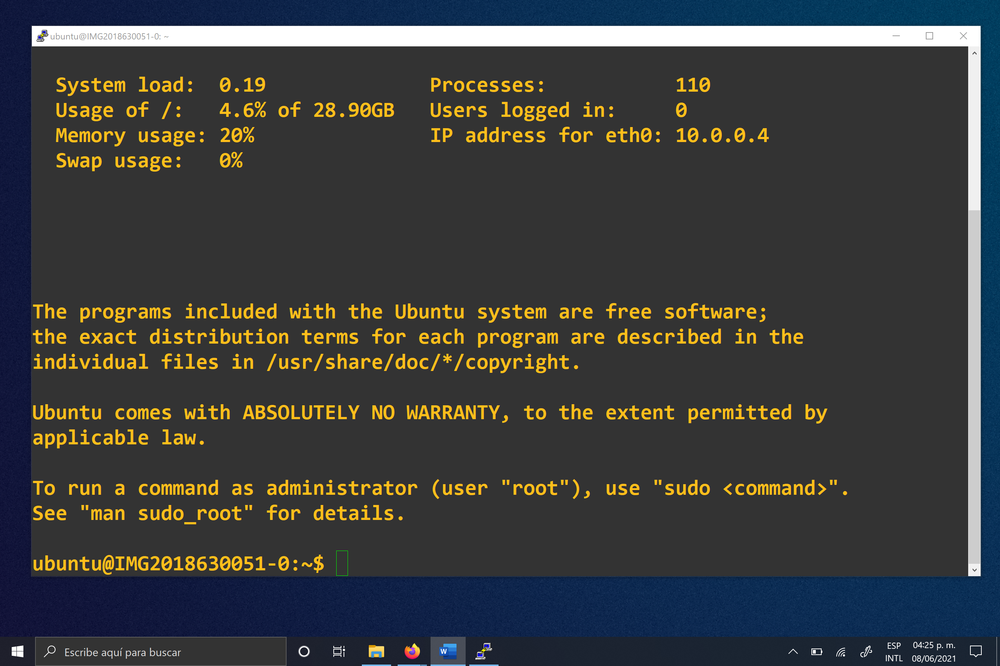 ubuntu@IMG2018630051-0: ~
System load:  0.19              Processes:           110
Usage of /:   4.6% of 28.90GB   Users logged in:     0
Memory usage: 20%               IP address for eth0: 10.0.0.4
Swap usage:   0%
The programs included with the Ubuntu system are free software;
the exact distribution terms for each program are described in the
individual files in /usr/share/doc/*/copyright.
Ubuntu comes with ABSOLUTELY NO WARRANTY, to the extent permitted by
applicable law.
To run a command as administrator (user "root"), use "sudo <command>".
See "man sudo_root" for details.
ubuntu@IMG2018630051-0:~$
Escribe aquí para buscar
W
ESP
INTL
04:25 p. m.
08/06/2021